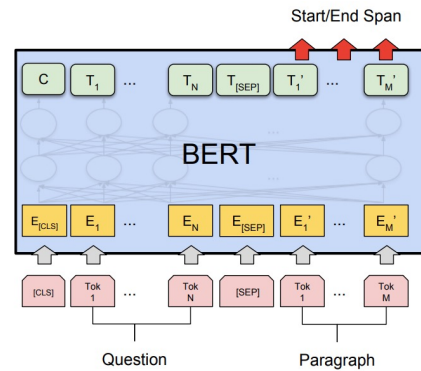 Start/End Span
C T1 ... TN T[SEP] T1' ... TM'
...
BERT
...
E[CLS] E1 ... EN E[SEP] E1' ... EM'
[CLS] Tok 1 ... Tok N [SEP] Tok 1 ... Tok M
Question Paragraph